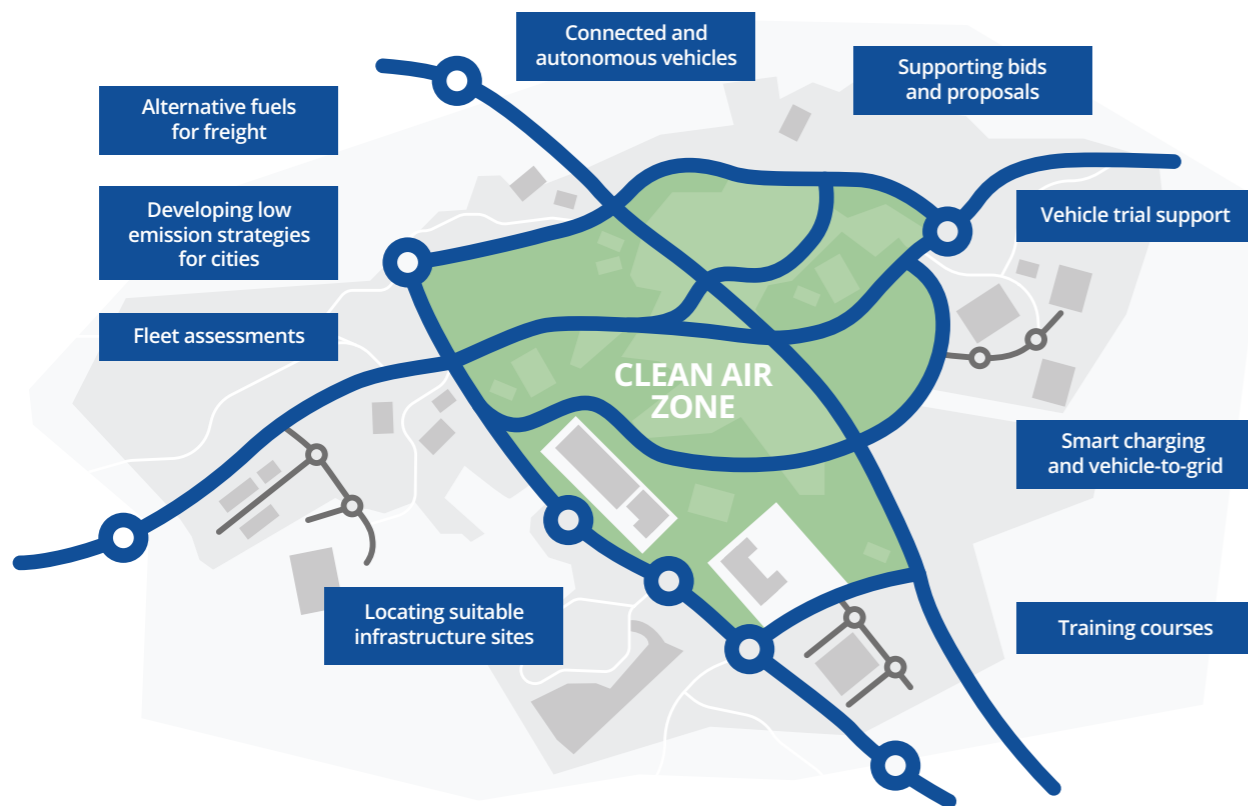 Connected and
autonomous vehicles
Supporting bids
and proposals
Alternative fuels
for freight
Developing low
emission strategies
for cities
Vehicle trial support
Fleet assessments
CLEAN AIR
ZONE
Smart charging
and vehicle-to-grid
Locating suitable
infrastructure sites
Training courses